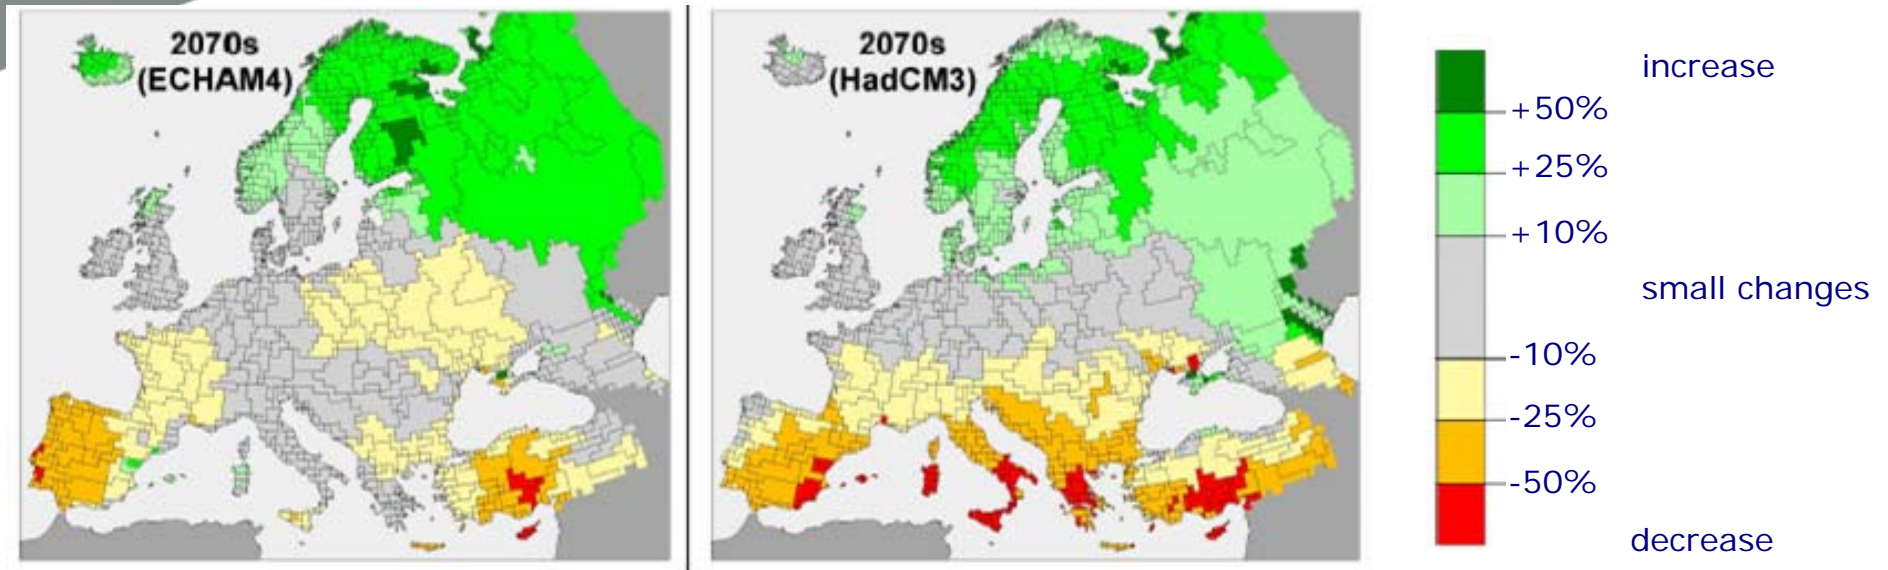 2070s
(ECHAM4)
2070s
(HadCM3)
increase
+50%
+25%
+10%
small changes
-10%
-25%
-50%
decrease